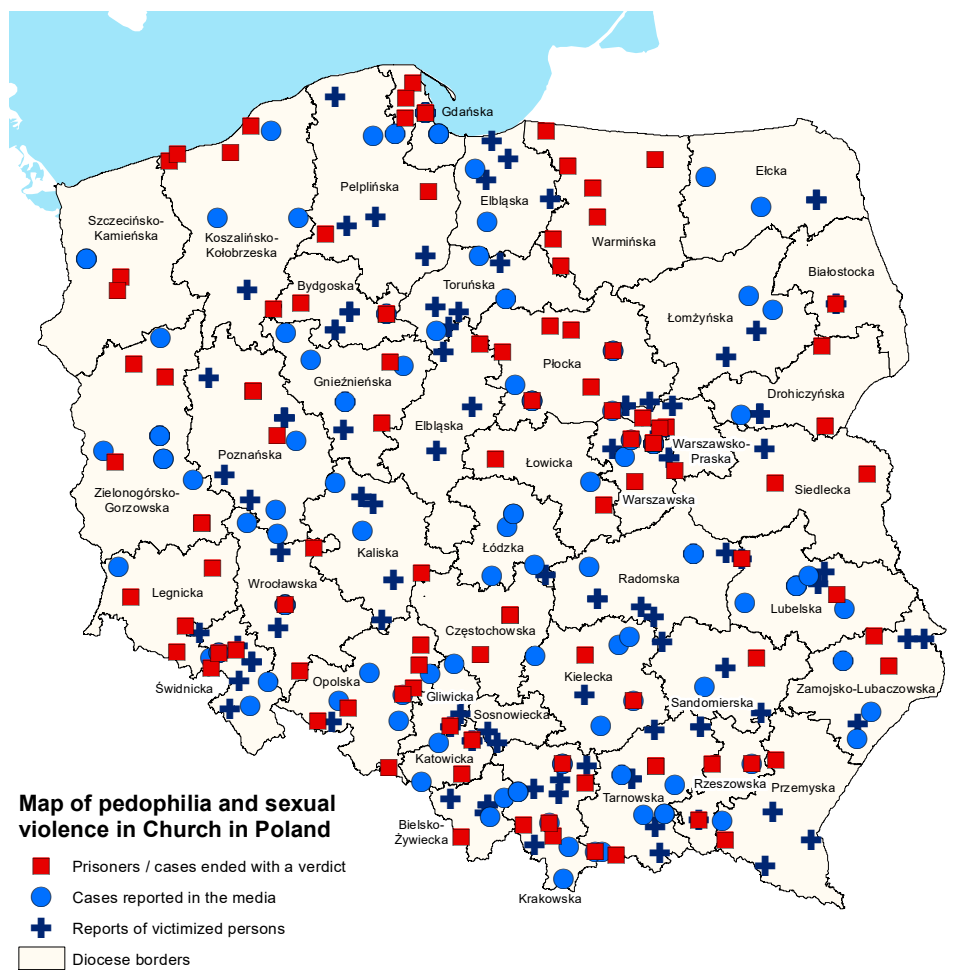 Gdańska
Ełcka
Pelplińska
Elbląska
Szczecińsko-
Kamieńska
Koszalińsko-
Kołobrzeska
Warmińska
Białostocka
Bydgoska
Toruńska
Łomżyńska
Płocka
Gnieźnieńska
Drohiczyńska
Elbląska
Warszawsko-
Praska
Poznańska
Łowicka
Zielonogórsko-
Gorzowska
Siedlecka
Warszawska
Łódzka
Kaliska
Radomska
Wrocławska
Legnicka
Lubelska
Częstochowska
Kielecka
Opolska
Świdnicka
Zamojsko-Lubaczowska
Gliwicka
Sandomierska
Sosnowiecka
Katowicka
Rzeszowska
Przemyska
Tarnowska
Bielsko-
Żywiecka
Krakowska
Map of pedophilia and sexual
violence in Church in Poland
Prisoners / cases ended with a verdict
Cases reported in the media
Reports of victimized persons
Diocese borders